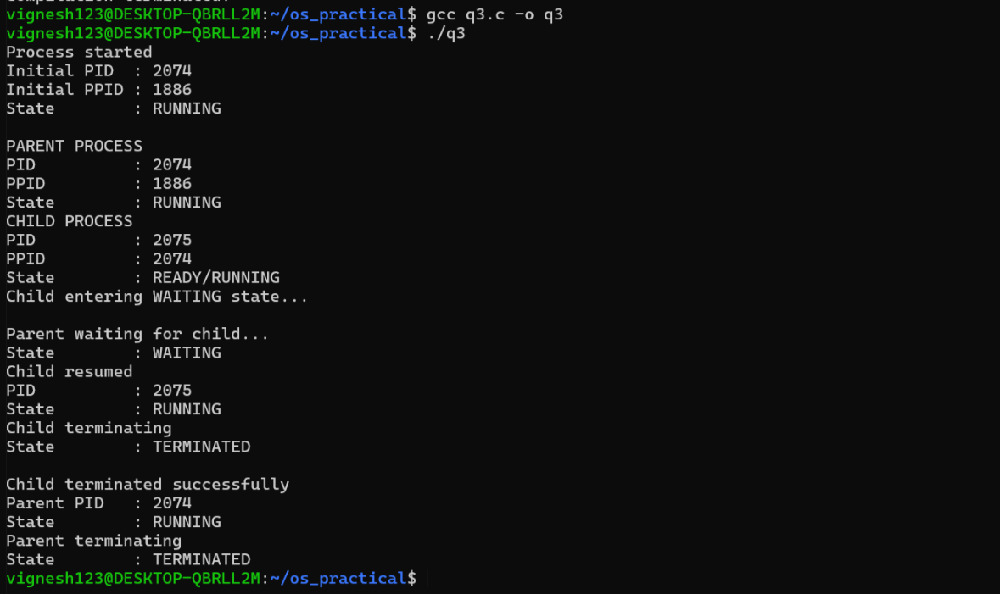 vignesh123@DESKTOP-QBRLL2M:~/os_practical$ gcc q3.c -o q3
vignesh123@DESKTOP-QBRLL2M:~/os_practical$ ./q3
Process started
Initial PID  : 2074
Initial PPID : 1886
State        : RUNNING

PARENT PROCESS
PID          : 2074
PPID         : 1886
State        : RUNNING
CHILD PROCESS
PID          : 2075
PPID         : 2074
State        : READY/RUNNING
Child entering WAITING state...

Parent waiting for child...
State        : WAITING
Child resumed
PID          : 2075
State        : RUNNING
Child terminating
State        : TERMINATED

Child terminated successfully
Parent PID   : 2074
State        : RUNNING
Parent terminating
State        : TERMINATED
vignesh123@DESKTOP-QBRLL2M:~/os_practical$